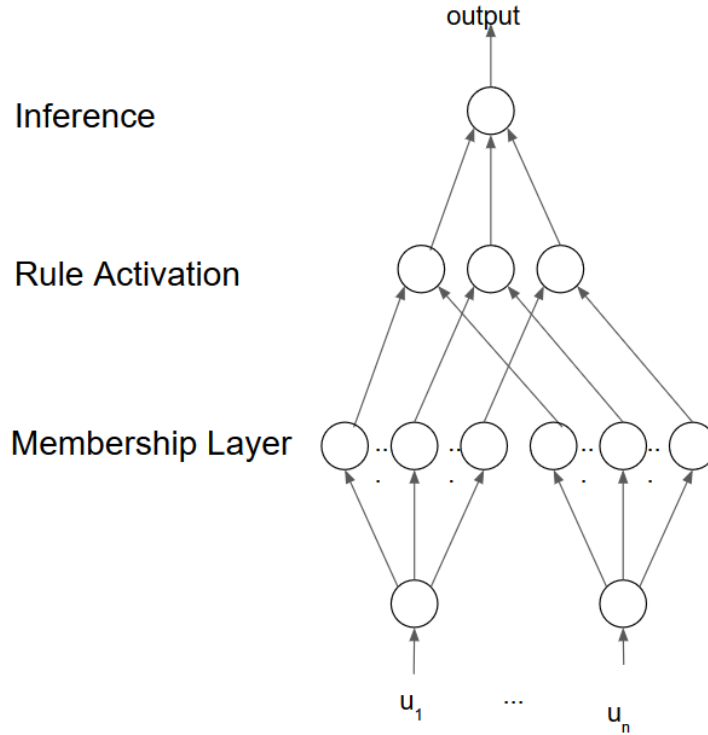 output
Inference
Rule Activation
Membership Layer
... ... ... ...
u1 ... un